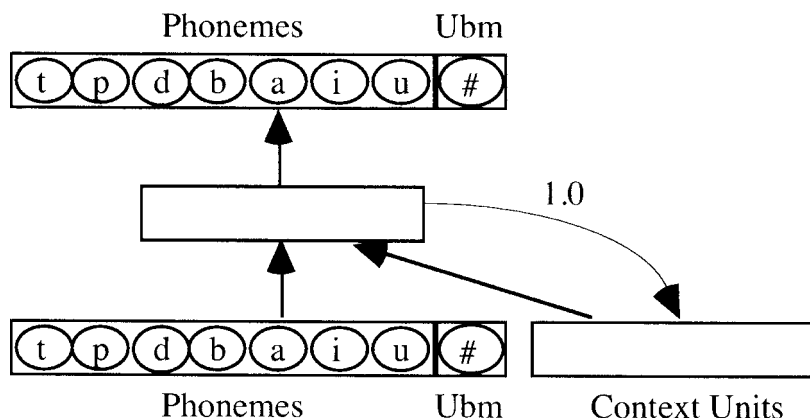 Phonemes Ubm
t p d b a i u #
1.0
t p d b a i u #
Phonemes Ubm Context Units